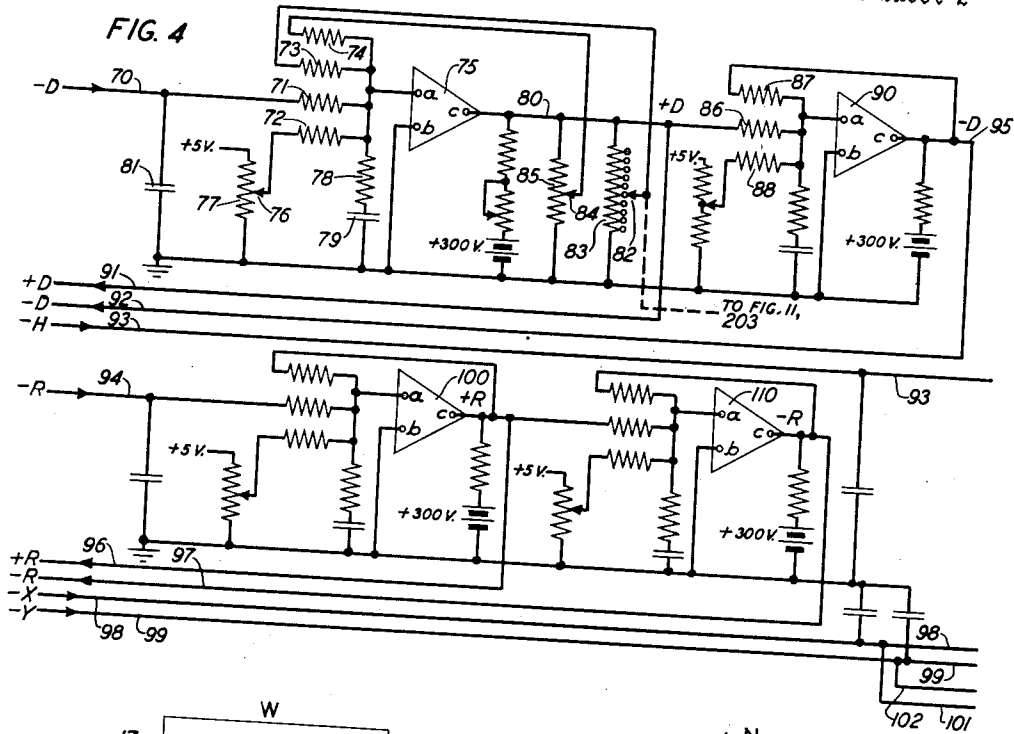 FIG. 4
74
73
75
87
90
-D
70
71
80
+D
86
a
a
c
c
-D
95
72
b
b
+5V.
+5V.
88
81
78
85
84
77
76
79
83
82
+300V.
+300V.
+D
91
-D
92
TO FIG. 11,
203
-H
93
93
-R
94
a
100
+R
a
110
-R
c
c
b
b
+5V.
+5V.
+300V.
+300V.
+R
96
-R
97
-X
-Y
98
99
98
99
102
101
W
N